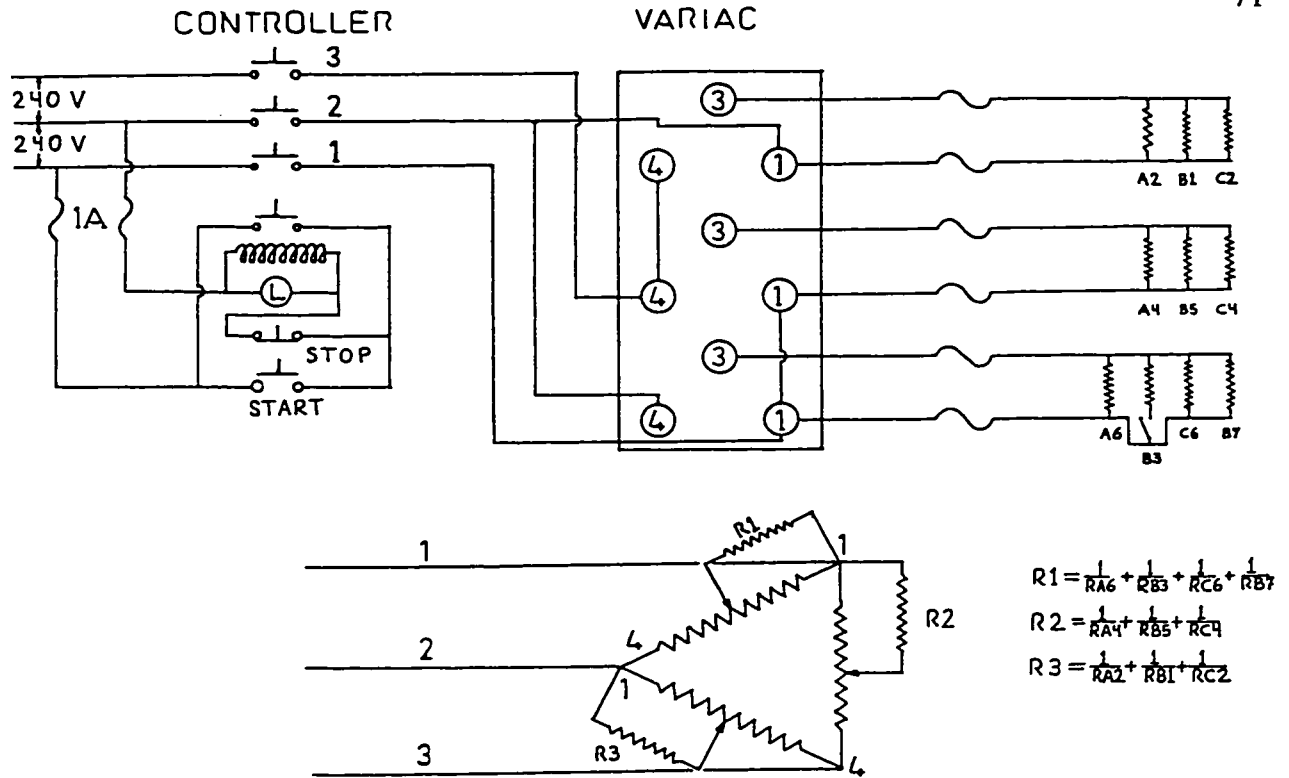 CONTROLLER
VARIAC
3
240 V
2
240 V
1
1A
L
STOP
START
3
4
1
3
4
1
3
4
1
A2 B1 C2
A4 B5 C4
A6 C6 B7
B3
1
2
3
R1
1
R2
4
1
R3
4
R1 = 1/RA6 + 1/RB3 + 1/RC6 + 1/RB7
R2 = 1/RA4 + 1/RB5 + 1/RC4
R3 = 1/RA2 + 1/RB1 + 1/RC2